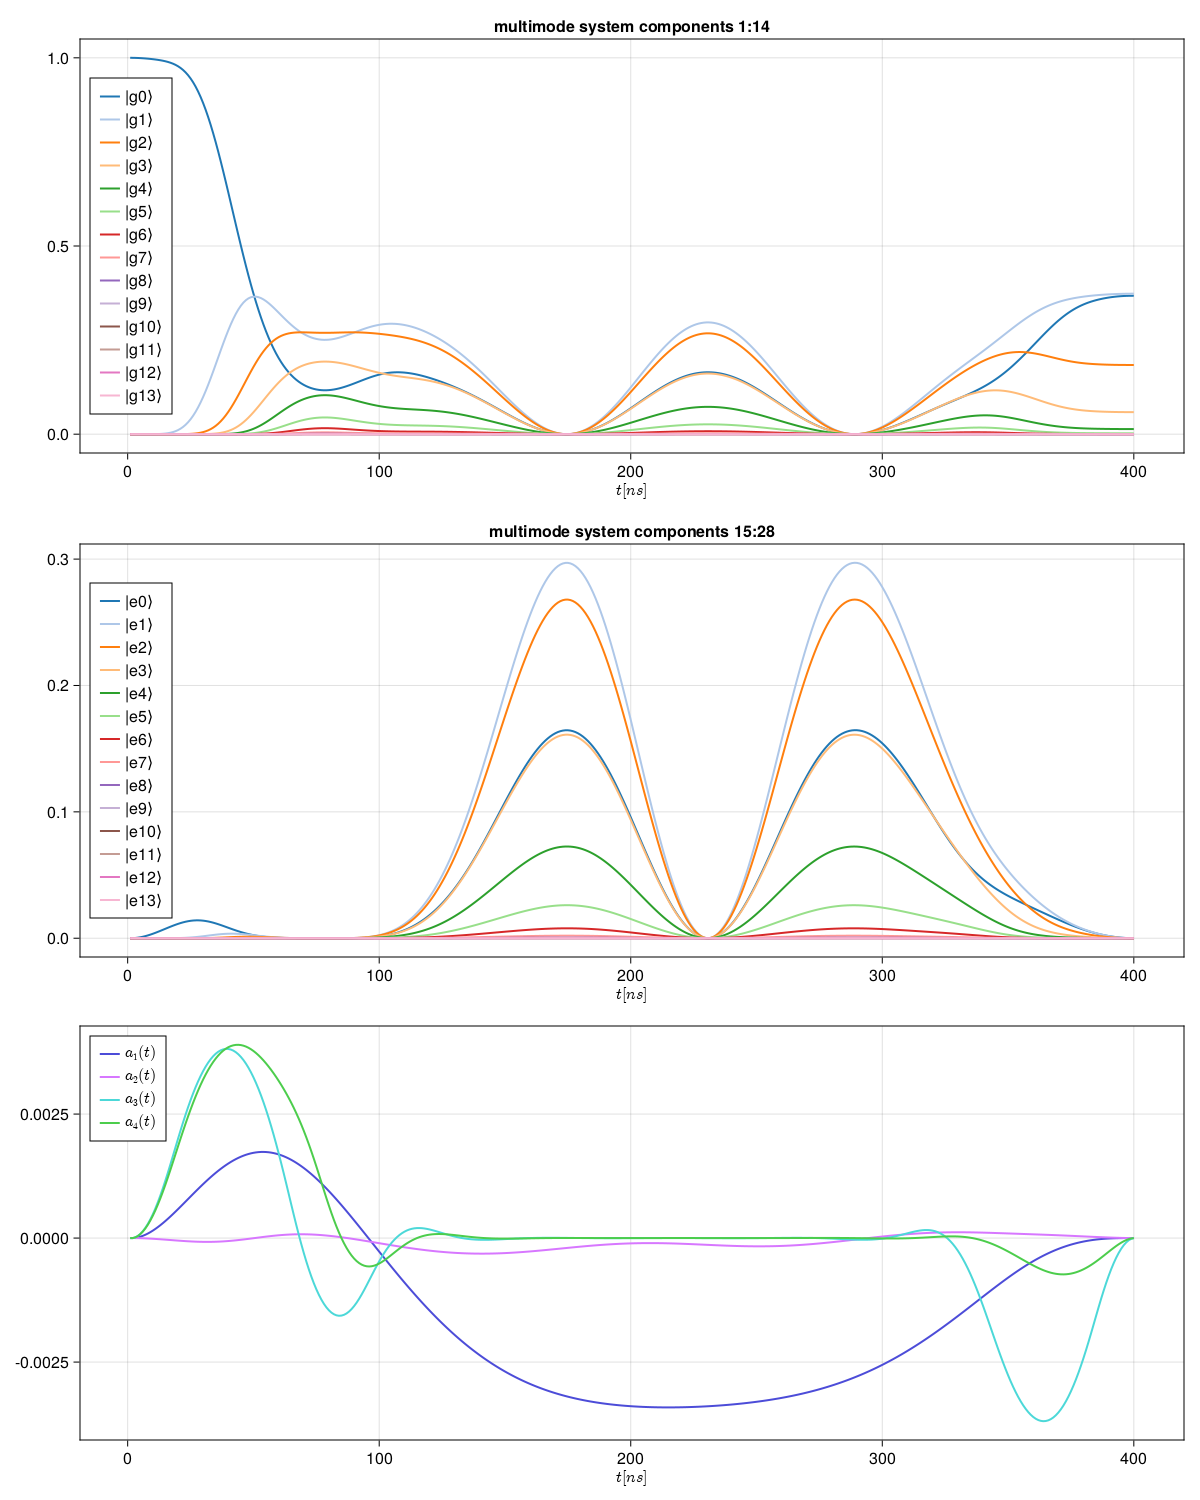 multimode system components 1:14
1.0
0.5
0.0
|g0⟩
|g1⟩
|g2⟩
|g3⟩
|g4⟩
|g5⟩
|g6⟩
|g7⟩
|g8⟩
|g9⟩
|g10⟩
|g11⟩
|g12⟩
|g13⟩
0 100 200 300 400
t[ns]
multimode system components 15:28
0.3
0.2
0.1
0.0
|e0⟩
|e1⟩
|e2⟩
|e3⟩
|e4⟩
|e5⟩
|e6⟩
|e7⟩
|e8⟩
|e9⟩
|e10⟩
|e11⟩
|e12⟩
|e13⟩
0 100 200 300 400
t[ns]
0.0025
0.0000
-0.0025
a₁(t)
a₂(t)
a₃(t)
a₄(t)
0 100 200 300 400
t[ns]